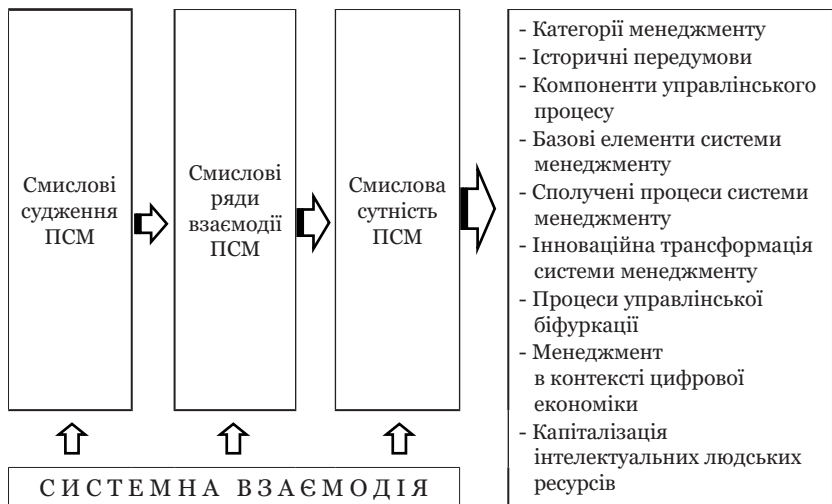 Смислові
судження
ПСМ
Смислові
ряди
взаємодії
ПСМ
Смислова
сутність
ПСМ
- Категорії менеджменту
- Історичні передумови
- Компоненти управлінського
процесу
- Базові елементи системи
менеджменту
- Сполучені процеси системи
менеджменту
- Інноваційна трансформація
системи менеджменту
- Процеси управлінської
біфуркації
- Менеджмент
в контексті цифрової
економіки
- Капіталізація
інтелектуальних людських
ресурсів
СИСТЕМНА ВЗАЄМОДІЯ